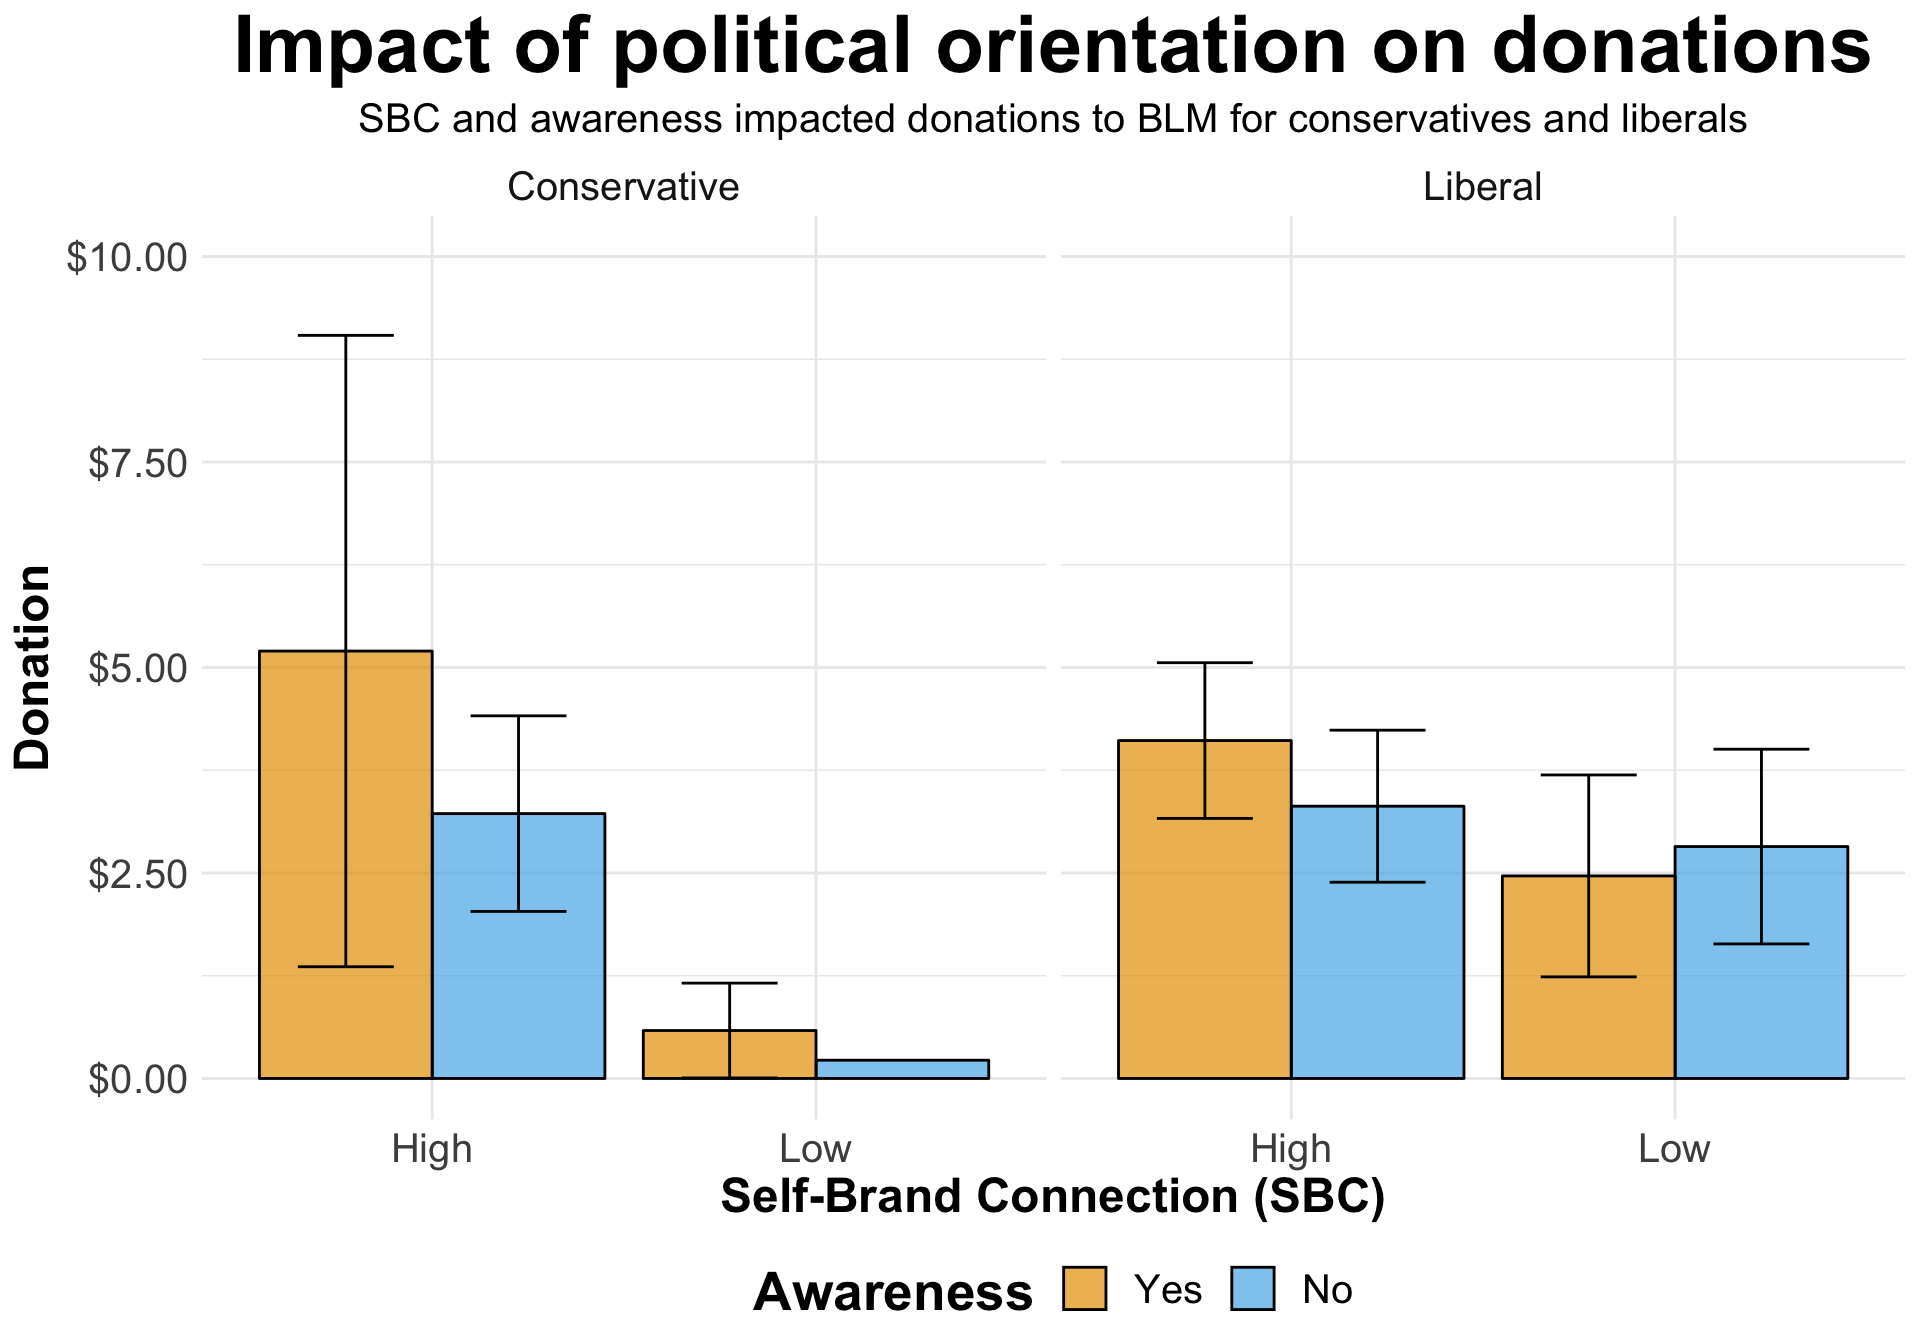 Impact of political orientation on donations
SBC and awareness impacted donations to BLM for conservatives and liberals
Conservative
Liberal
$10.00
$7.50
$5.00
$2.50
$0.00
Donation
High
Low
High
Low
Self-Brand Connection (SBC)
Awareness Yes No